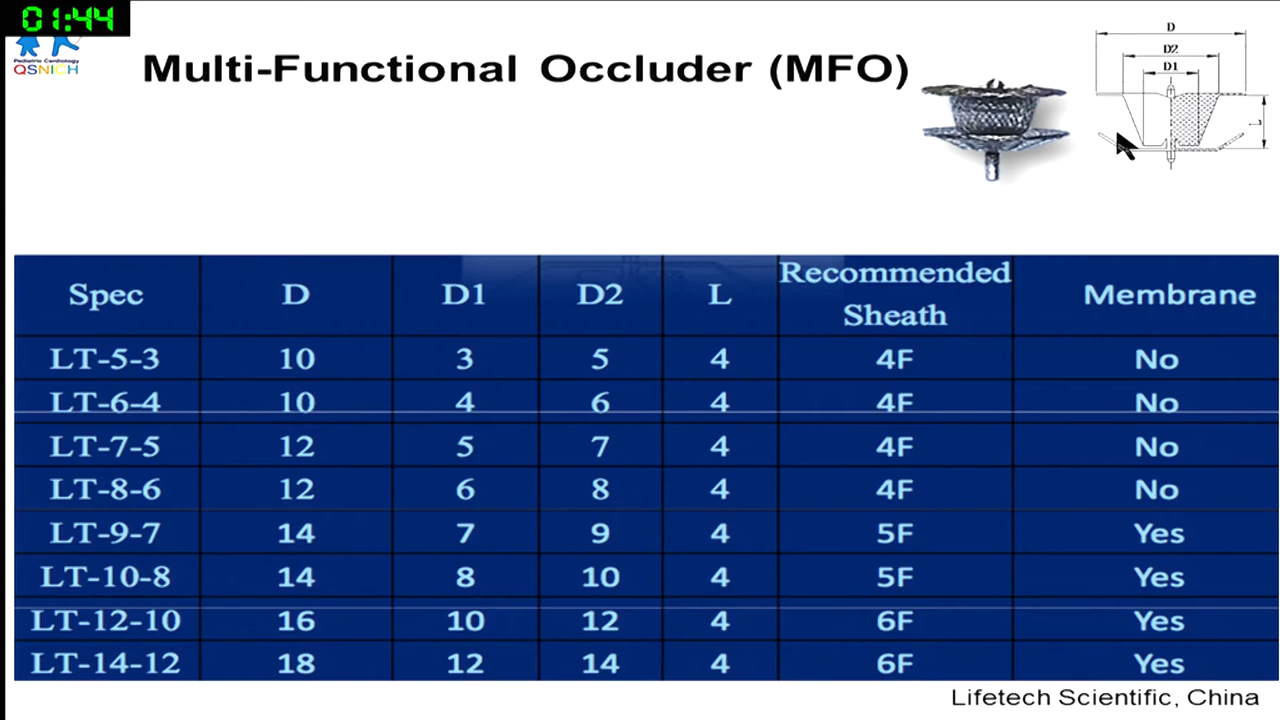 01:44
Pediatric Cardiology
QSNICH
Multi-Functional Occluder (MFO)
D
D2
D1
L
Spec D D1 D2 L Recommended Sheath Membrane
LT-5-3 10 3 5 4 4F No
LT-6-4 10 4 6 4 4F No
LT-7-5 12 5 7 4 4F No
LT-8-6 12 6 8 4 4F No
LT-9-7 14 7 9 4 5F Yes
LT-10-8 14 8 10 4 5F Yes
LT-12-10 16 10 12 4 6F Yes
LT-14-12 18 12 14 4 6F Yes
Lifetech Scientific, China